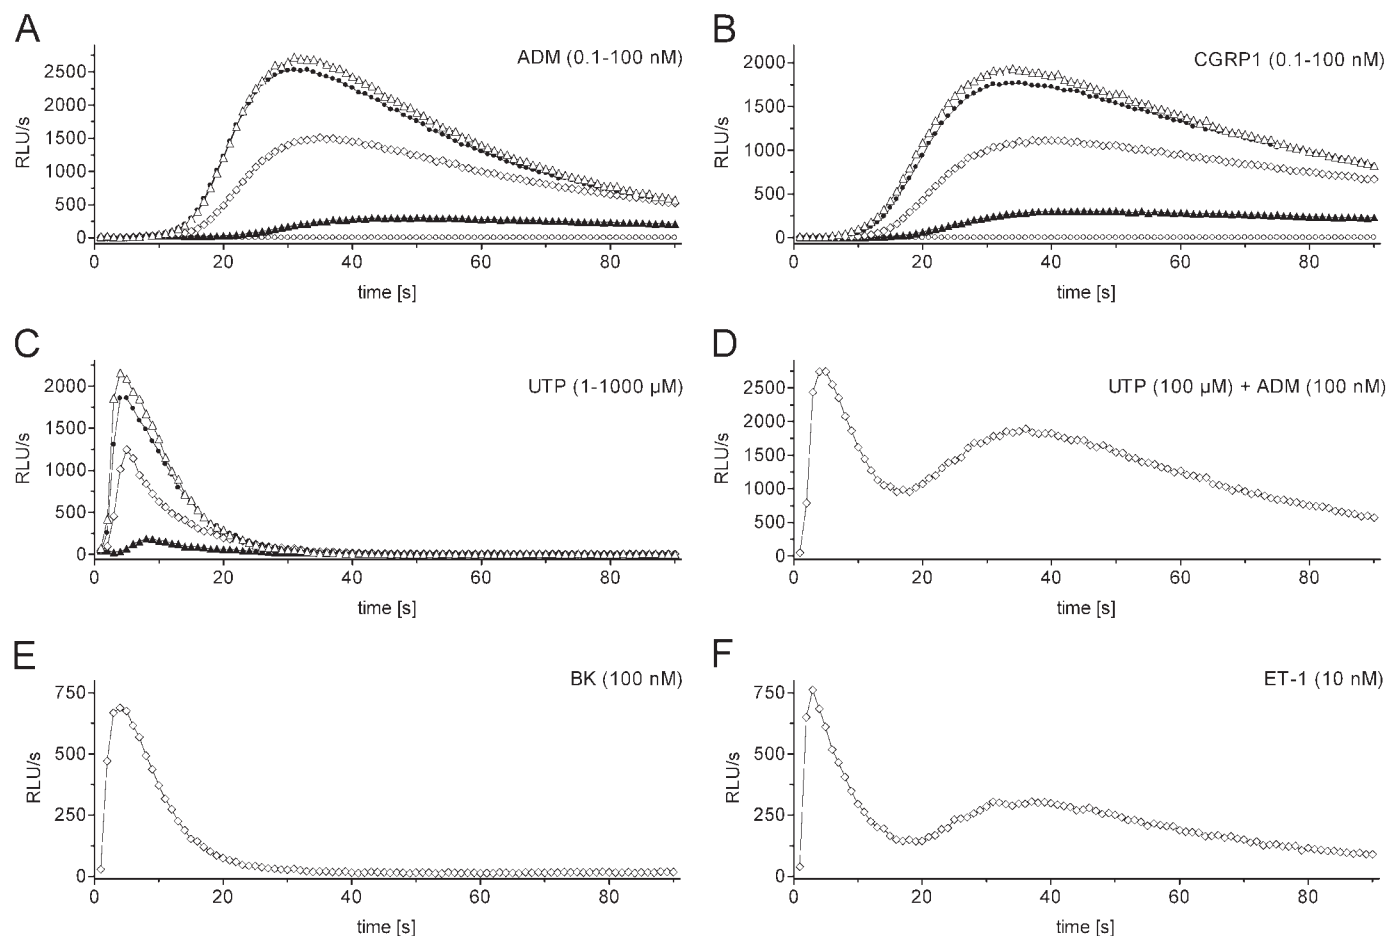 A
ADM (0.1-100 nM)
RLU/s
2500
2000
1500
1000
500
0
0 20 40 60 80
time [s]
B
CGRP1 (0.1-100 nM)
RLU/s
2000
1500
1000
500
0
0 20 40 60 80
time [s]
C
UTP (1-1000 µM)
RLU/s
2000
1500
1000
500
0
0 20 40 60 80
time [s]
D
UTP (100 µM) + ADM (100 nM)
RLU/s
2500
2000
1500
1000
500
0
0 20 40 60 80
time [s]
E
BK (100 nM)
RLU/s
750
500
250
0
0 20 40 60 80
time [s]
F
ET-1 (10 nM)
RLU/s
750
500
250
0
0 20 40 60 80
time [s]